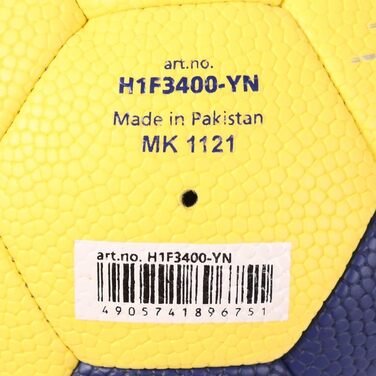 art.no.
H1F3400-YN
Made in Pakistan
MK 1121
art.no. H1F3400-YN
4905741896751